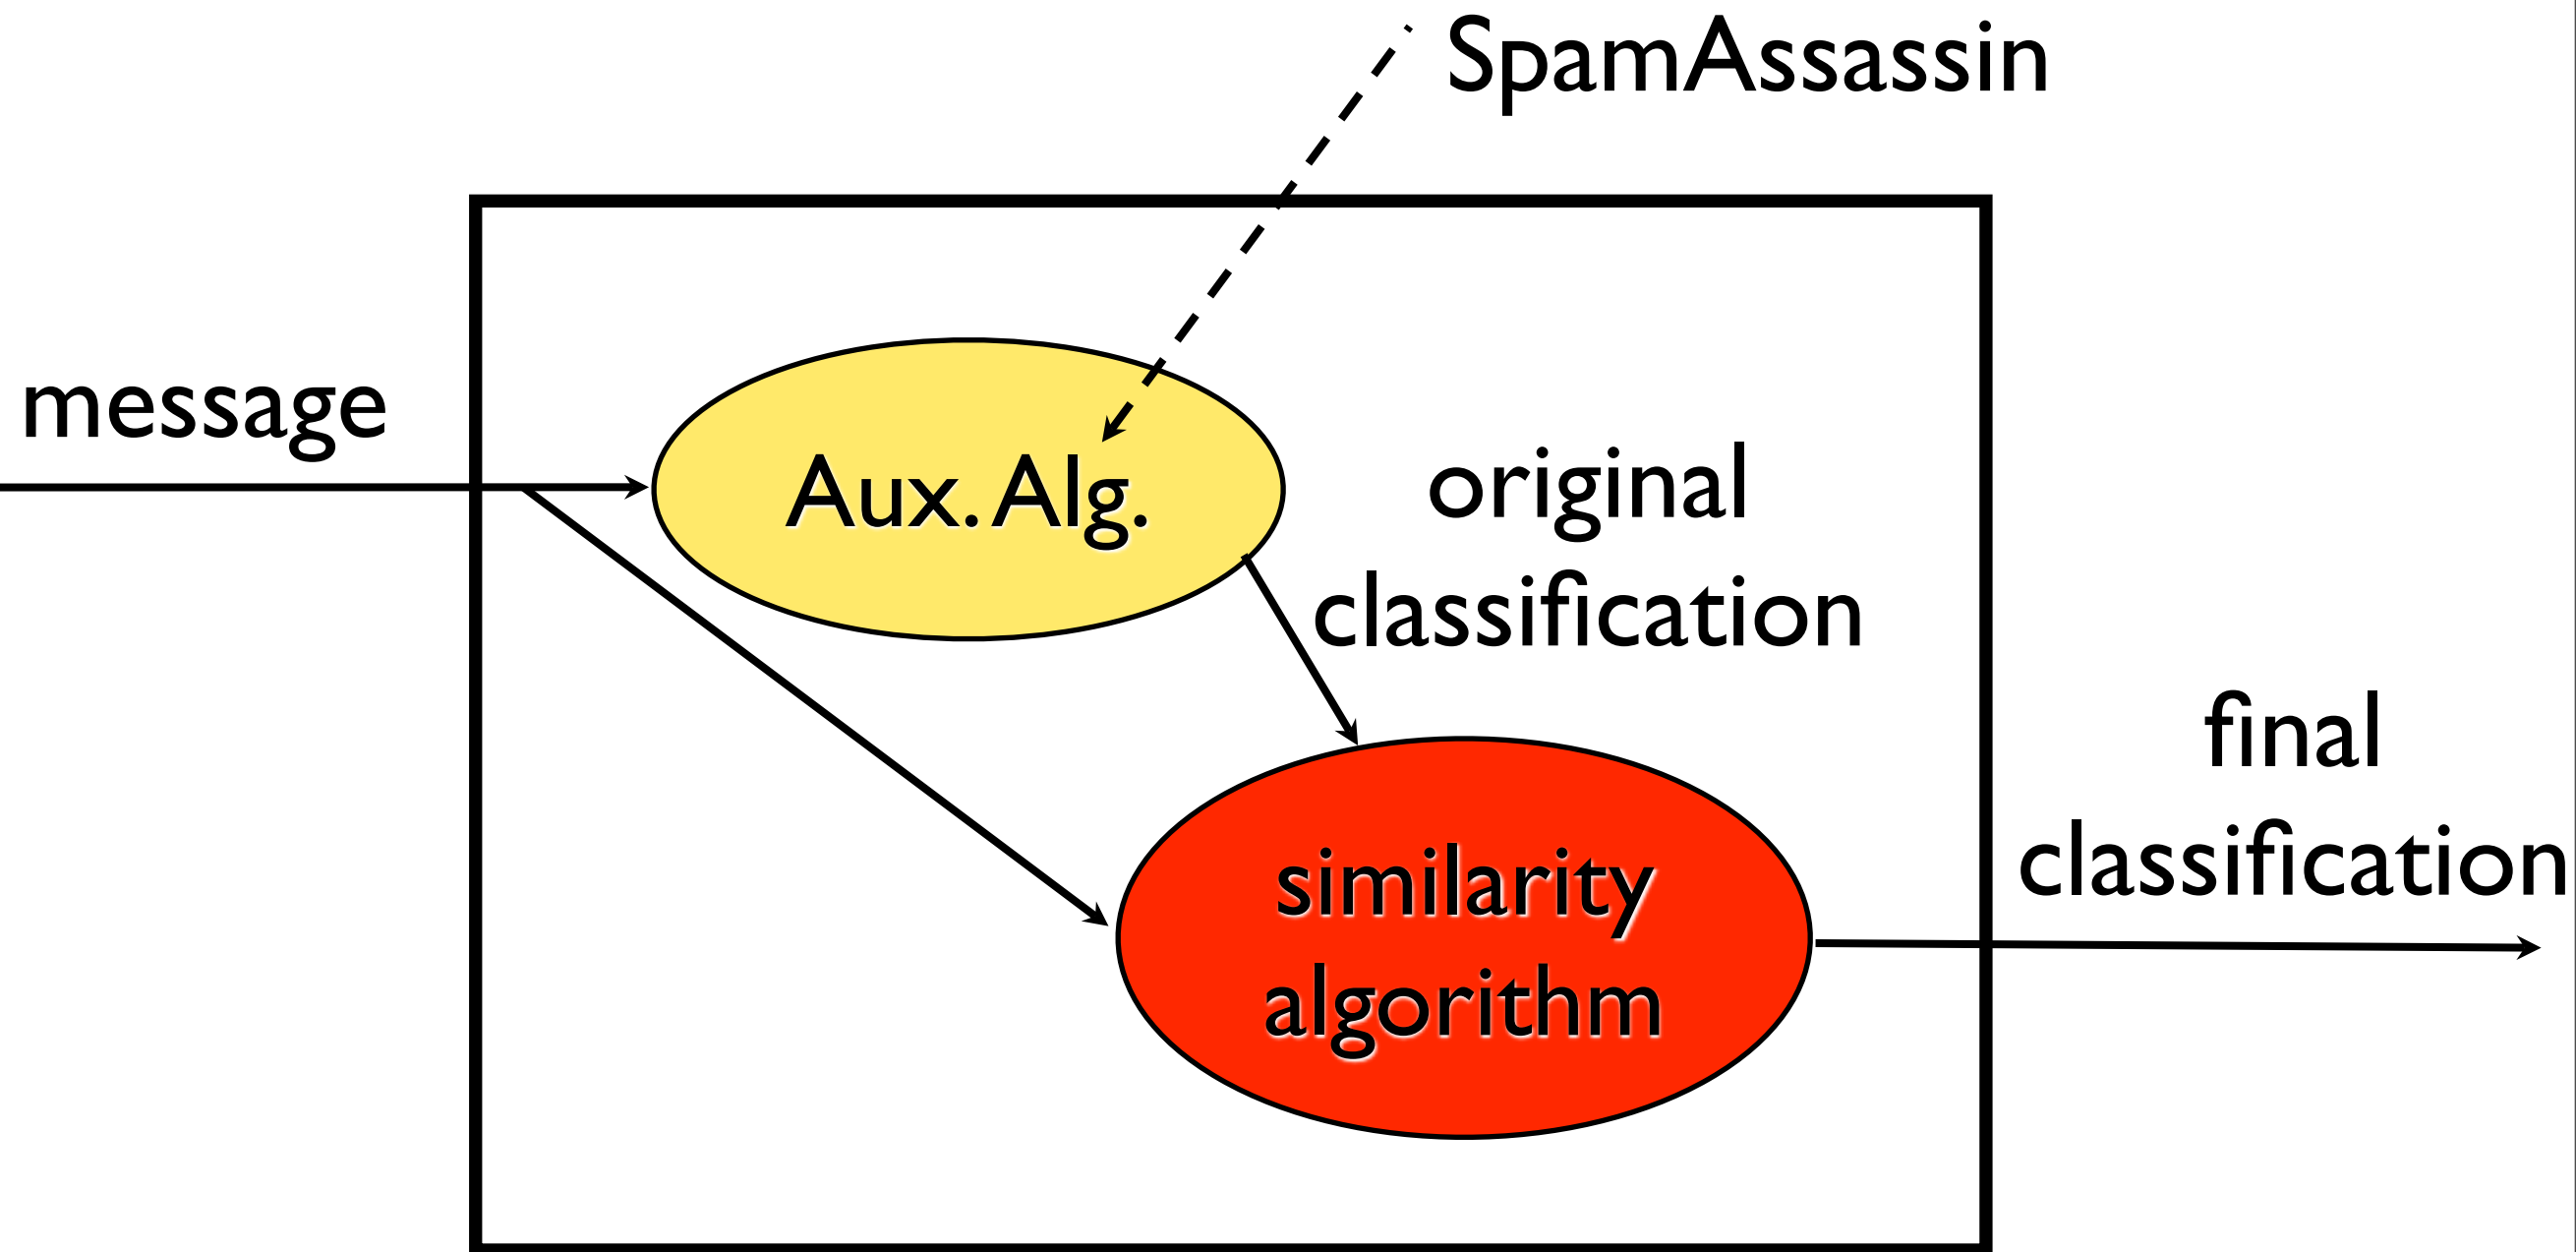 SpamAssassin
message
Aux. Alg.
original
classification
final
classification
similarity
algorithm